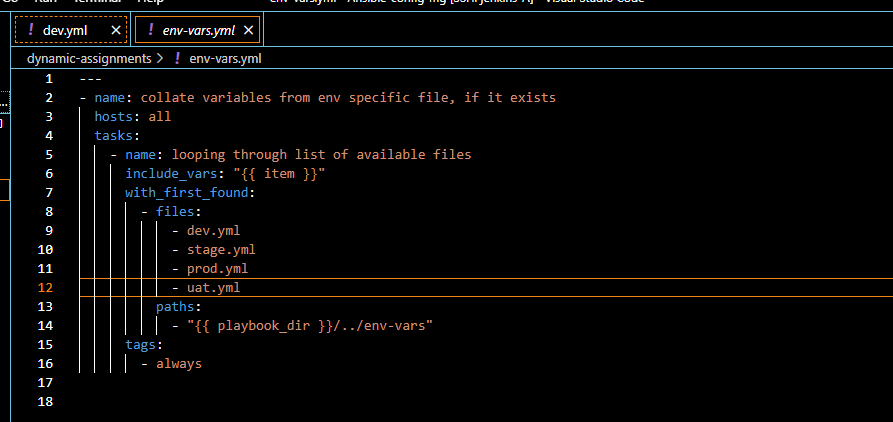 dev.yml × ! env-vars.yml ×
dynamic-assignments > ! env-vars.yml
1 ---
2 - name: collate variables from env specific file, if it exists
3 hosts: all
4 tasks:
5 - name: looping through list of available files
6 include_vars: "{{ item }}"
7 with_first_found:
8 - files:
9 - dev.yml
10 - stage.yml
11 - prod.yml
12 - uat.yml
13 paths:
14 - "{{ playbook_dir }}/../env-vars"
15 tags:
16 - always
17
18